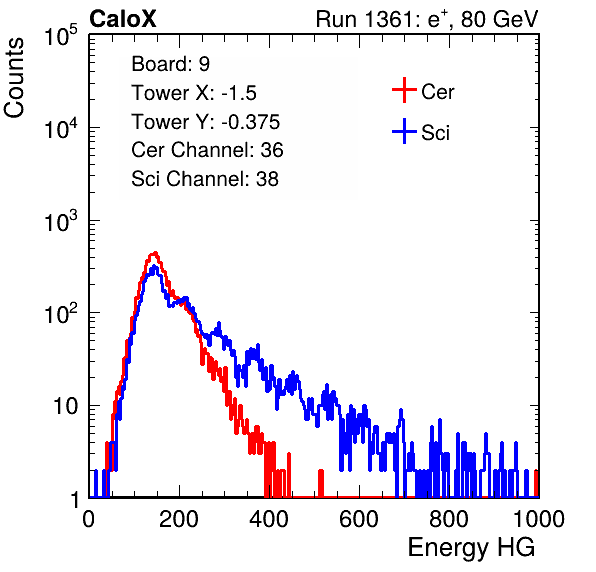 CaloX Run 1361: e⁺, 80 GeV
Counts
10⁵
10⁴
10³
10²
10
1
Board: 9
Tower X: -1.5
Tower Y: -0.375
Cer Channel: 36
Sci Channel: 38
Cer
Sci
0 200 400 600 800 1000
Energy HG